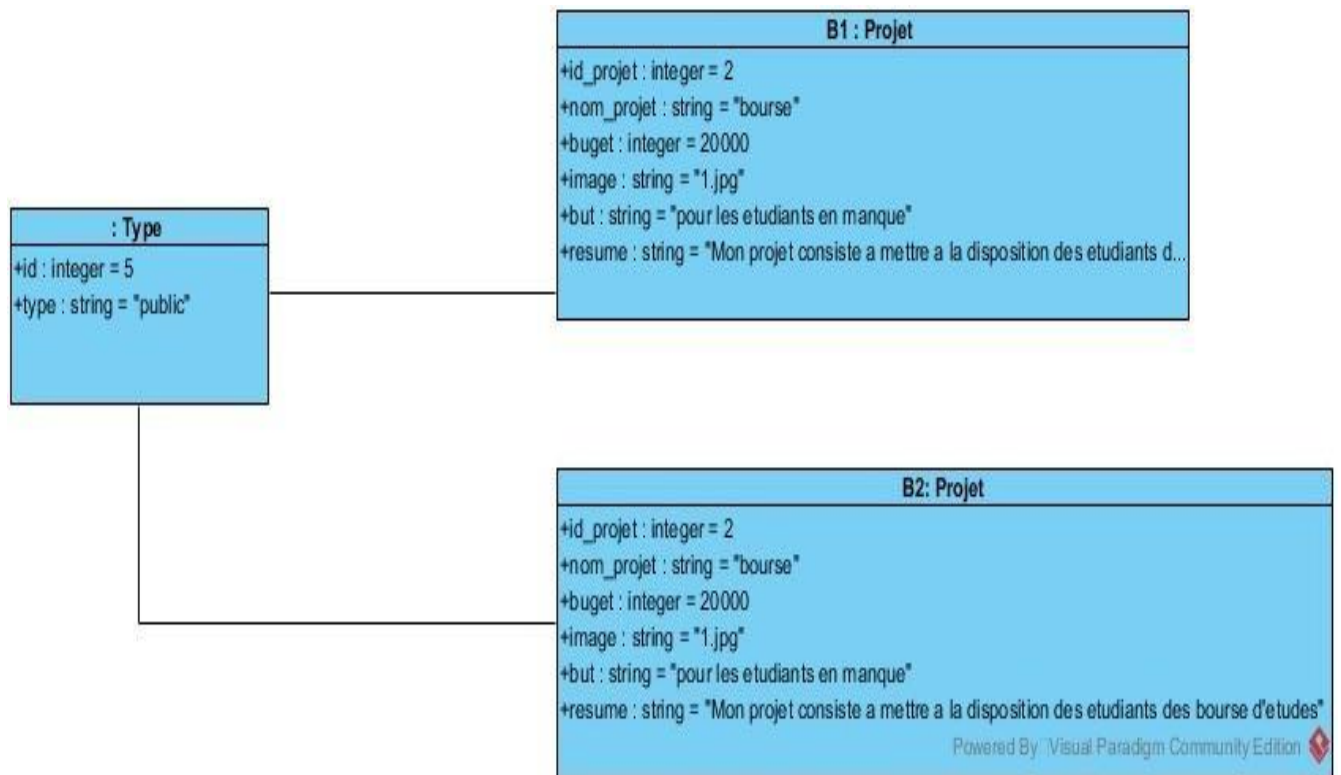 B1 : Projet
+id_projet : integer = 2
+nom_projet : string = "bourse"
+buget : integer = 20000
+image : string = "1.jpg"
+but : string = "pour les etudiants en manque"
+resume : string = "Mon projet consiste a mettre a la disposition des etudiants d...
: Type
+id : integer = 5
+type : string = "public"
B2: Projet
+id_projet : integer = 2
+nom_projet : string = "bourse"
+buget : integer = 20000
+image : string = "1.jpg"
+but : string = "pour les etudiants en manque"
+resume : string = "Mon projet consiste a mettre a la disposition des etudiants des bourse d'etudes"
Powered By Visual Paradigm Community Edition